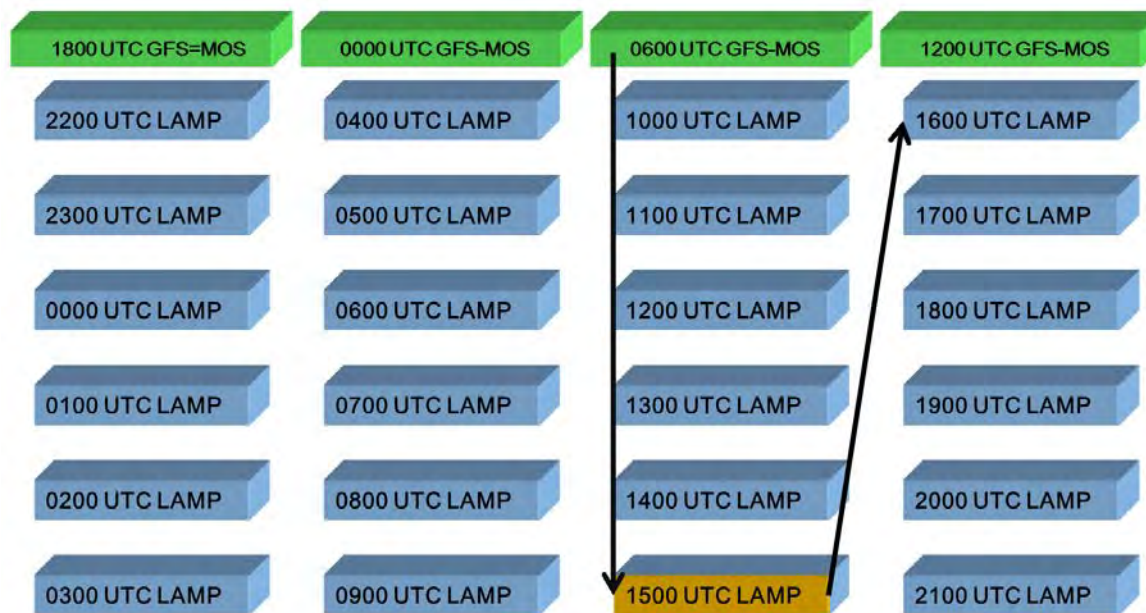 1800 UTC GFS=MOS
0000 UTC GFS-MOS
0600 UTC GFS-MOS
1200 UTC GFS-MOS
2200 UTC LAMP
0400 UTC LAMP
1000 UTC LAMP
1600 UTC LAMP
2300 UTC LAMP
0500 UTC LAMP
1100 UTC LAMP
1700 UTC LAMP
0000 UTC LAMP
0600 UTC LAMP
1200 UTC LAMP
1800 UTC LAMP
0100 UTC LAMP
0700 UTC LAMP
1300 UTC LAMP
1900 UTC LAMP
0200 UTC LAMP
0800 UTC LAMP
1400 UTC LAMP
2000 UTC LAMP
0300 UTC LAMP
0900 UTC LAMP
1500 UTC LAMP
2100 UTC LAMP